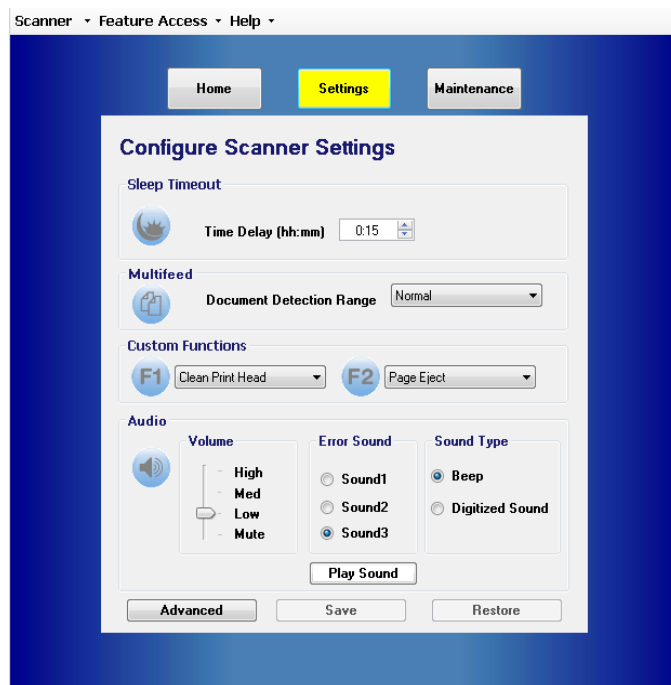 Scanner Feature Access Help
Home Settings Maintenance
Configure Scanner Settings
Sleep Timeout
Time Delay (hh:mm) 0:15
Multifeed
Document Detection Range Normal
Custom Functions
F1 Clean Print Head F2 Page Eject
Audio
Volume Error Sound Sound Type
High Sound1 Beep
Med
Low Sound2 Digitized Sound
Mute Sound3
Play Sound
Advanced Save Restore